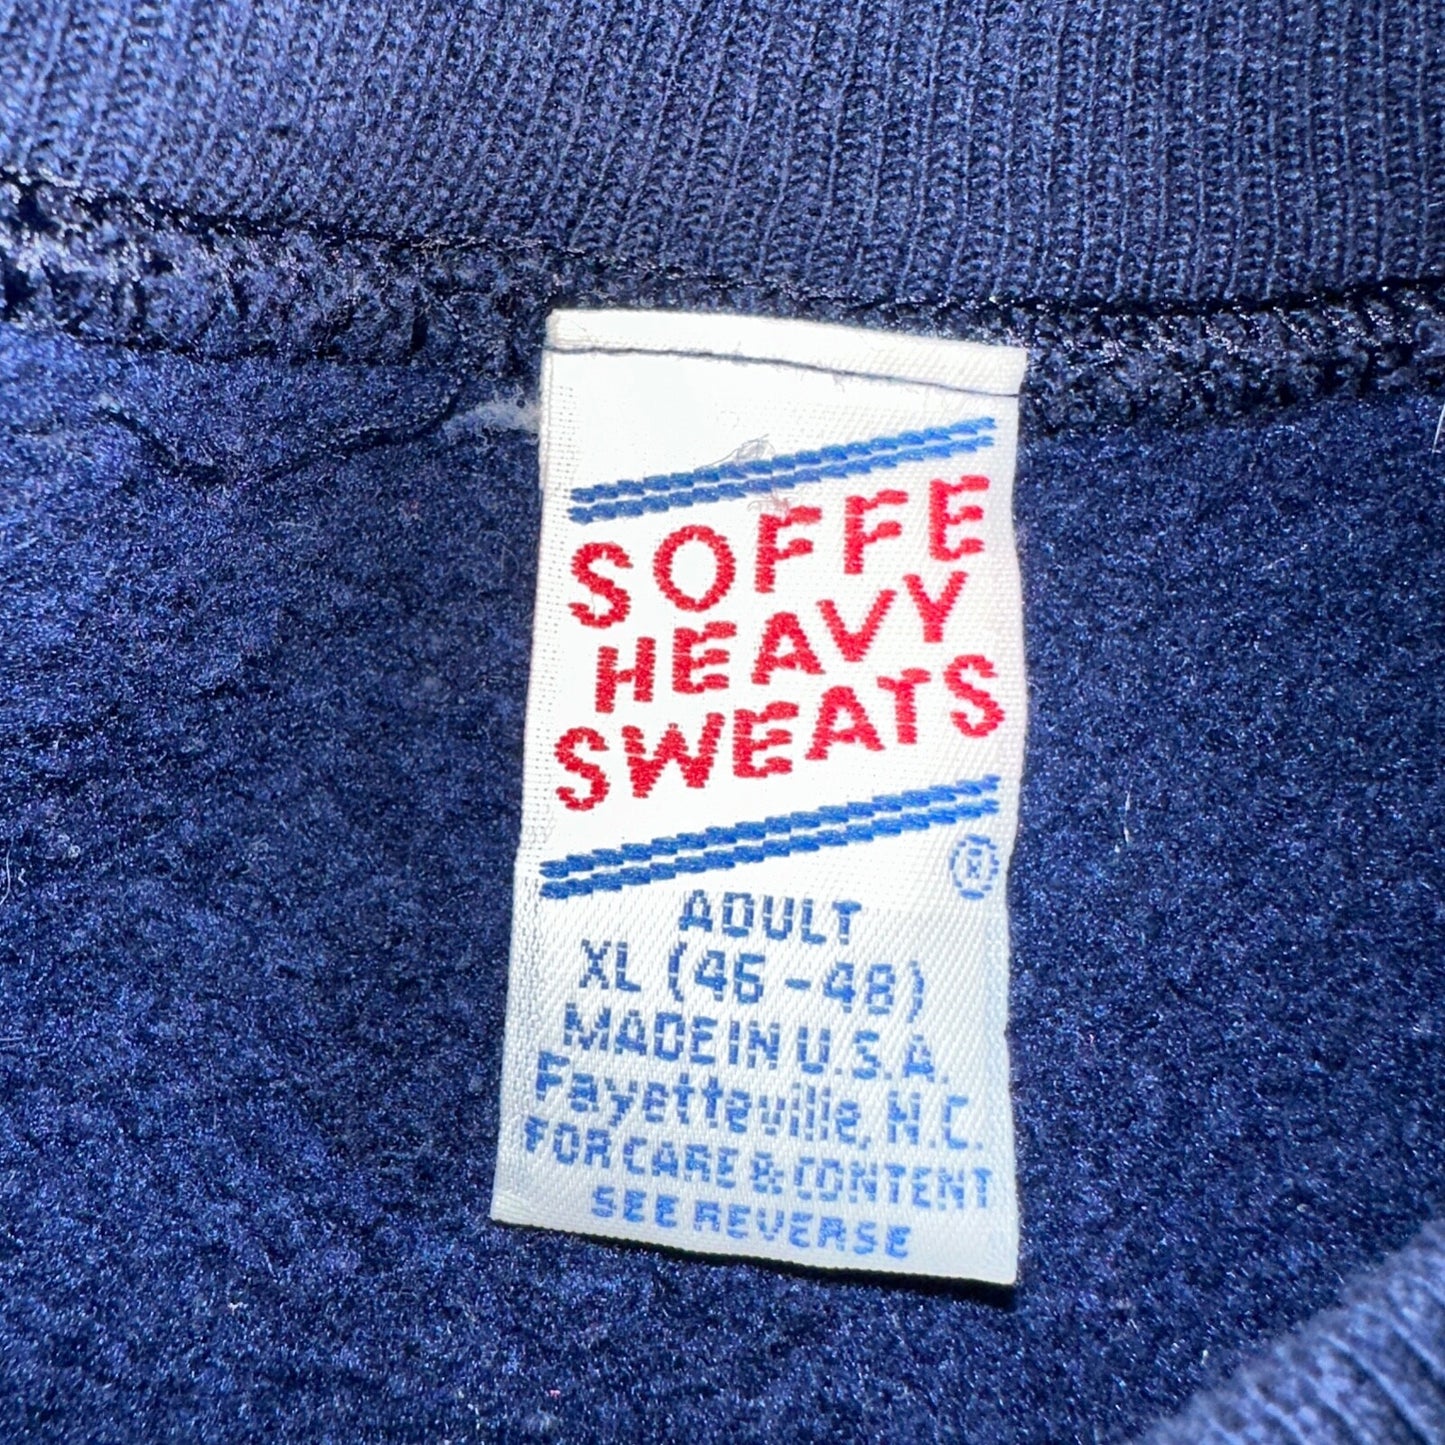 SOFFE
HEAVY
SWEATS
®
ADULT
XL (46-48)
MADE IN U.S.A.
Fayetteville, N.C.
FOR CARE & CONTENT
SEE REVERSE